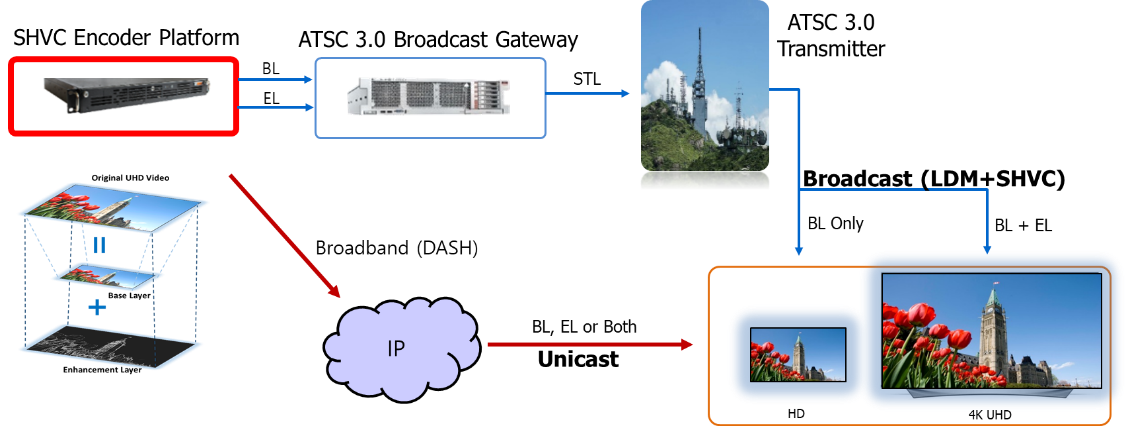 SHVC Encoder Platform
ATSC 3.0 Broadcast Gateway
ATSC 3.0
Transmitter
BL
EL
STL
Original UHD Video
Broadcast (LDM+SHVC)
BL Only
BL + EL
Broadband (DASH)
=
Base Layer
+
Enhancement Layer
IP
BL, EL or Both
Unicast
HD
4K UHD